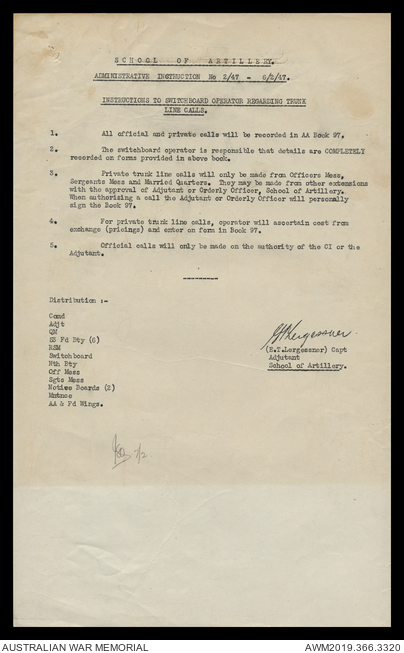 SCHOOL OF ARTILLERY.
ADMINISTRATIVE INSTRUCTION No 2/47 - 6/2/47.
INSTRUCTIONS TO SWITCHBOARD OPERATOR REGARDING TRUNK
LINE CALLS.
1. All official and private calls will be recorded in AA Book 97.
2. The switchboard operator is responsible that details are COMPLETELY
recorded on forms provided in above book.
3. Private trunk line calls will only be made from Officers Mess,
Sergeants Mess and Married Quarters. They may be made from other extensions
with the approval of Adjutant or Orderly Officer, School of Artillery.
When authorizing a call the Adjutant or Orderly Officer will personally
sign the Book 97.
4. For private trunk line calls, operator will ascertain cost from
exchange (pricings) and enter on form in Book 97.
5. Official calls will only be made on the authority of the CI or the
Adjutant.
---------
Distribution :-
Comd
Adjt
QM
53 Fd Bty (6)
RSM
Switchboard
Nth Bty
Off Mess
Sgts Mess
Notice Boards (2)
Mntnce
AA & Fd Wings.
Lergessner
(E.T.Lergessner) Capt
Adjutant
School of Artillery.
7/2
AUSTRALIAN WAR MEMORIAL
AWM2019.366.3320